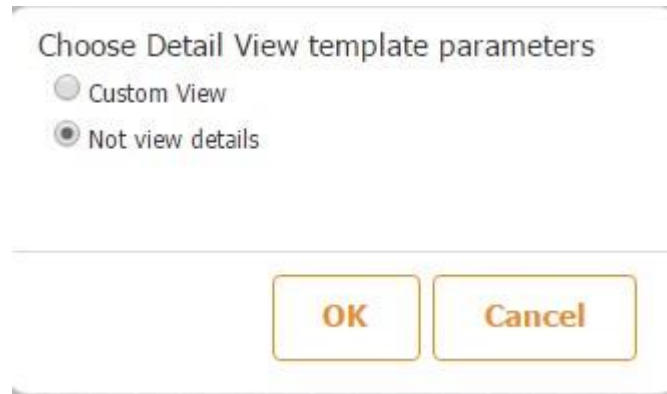 Choose Detail View template parameters
Custom View
Not view details
OK
Cancel